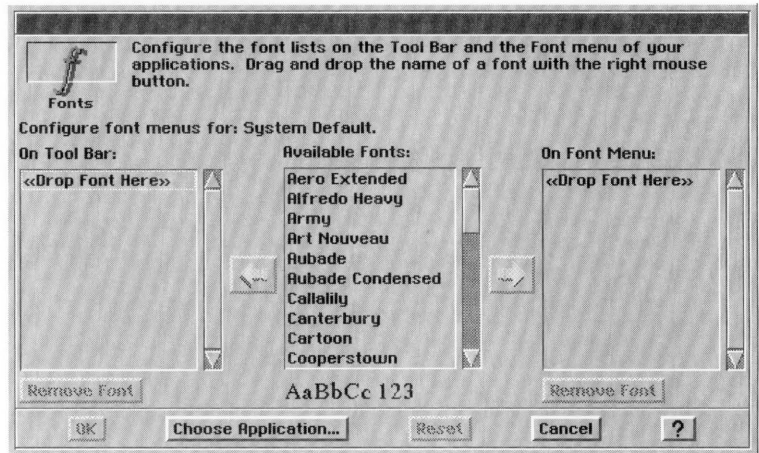 Configure the font lists on the Tool Bar and the Font menu of your
applications. Drag and drop the name of a font with the right mouse
button.
Fonts
Configure font menus for: System Default.
On Tool Bar:
«Drop Font Here»
Remove Font
Available Fonts:
Aero Extended
Alfredo Heavy
Army
Art Nouveau
Aubade
Aubade Condensed
Callalily
Canterbury
Cartoon
Cooperstown
AaBbCc 123
On Font Menu:
«Drop Font Here»
Remove Font
OK
Choose Application...
Reset
Cancel
?